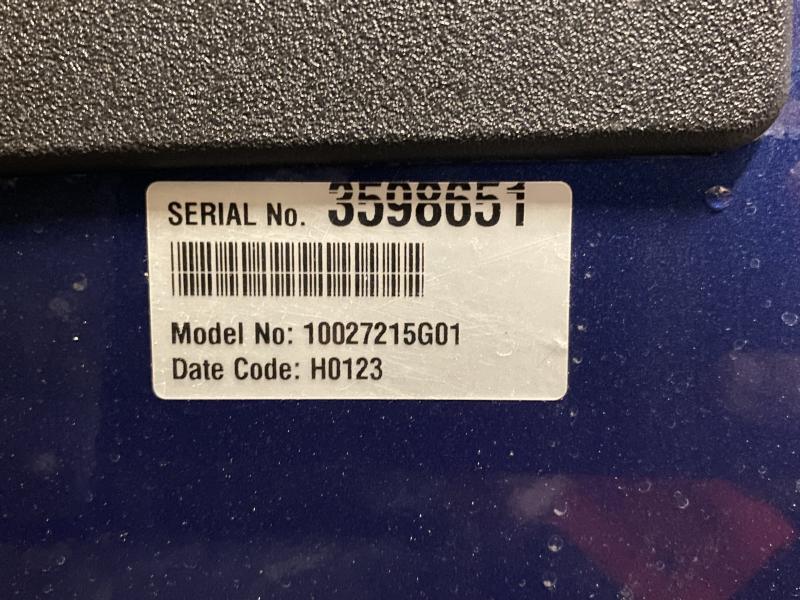 SERIAL No. 3598651
Model No: 10027215G01
Date Code: H0123